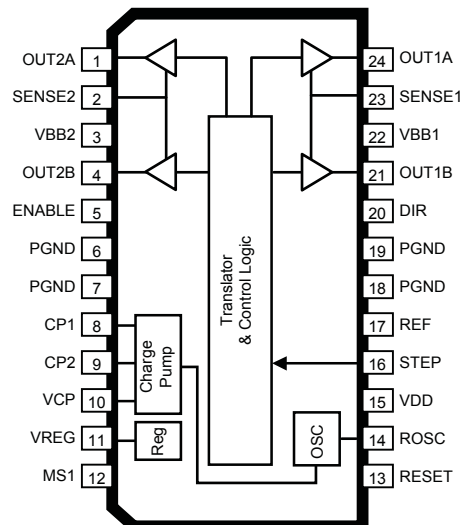 OUT2A 1
SENSE2 2
VBB2 3
OUT2B 4
ENABLE 5
PGND 6
PGND 7
CP1 8
CP2 9
VCP 10
VREG 11
MS1 12
24 OUT1A
23 SENSE1
22 VBB1
21 OUT1B
20 DIR
19 PGND
18 PGND
17 REF
16 STEP
15 VDD
14 ROSC
13 RESET
Translator
& Control Logic
Charge
Pump
Reg
OSC